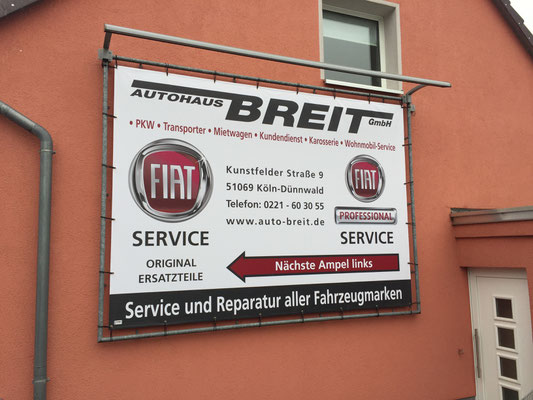 AUTOHAUS BREIT GmbH
• PKW • Transporter • Mietwagen • Kundendienst • Karosserie • Wohnmobil-Service
FIAT
SERVICE
ORIGINAL
ERSATZTEILE
Kunstfelder Straße 9
51069 Köln-Dünnwald
Telefon: 0221 - 60 30 55
www.auto-breit.de
FIAT
PROFESSIONAL
SERVICE
Nächste Ampel links
Service und Reparatur aller Fahrzeugmarken